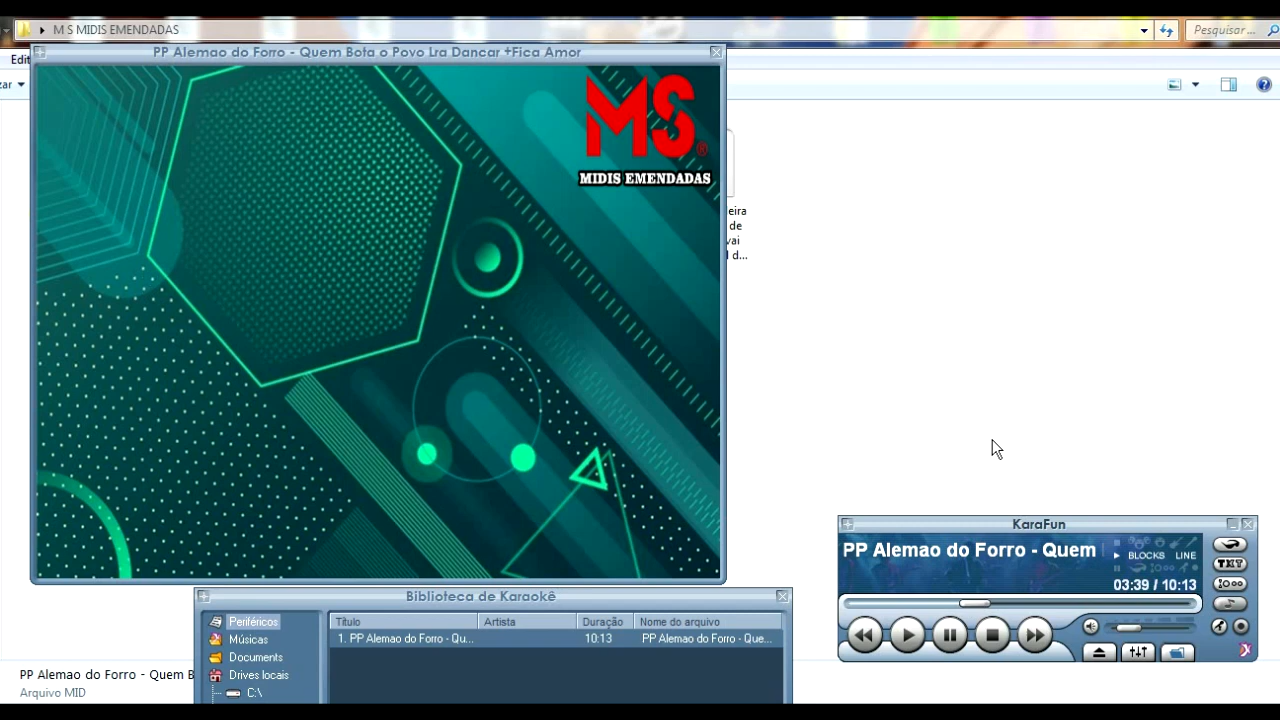 M S MIDIS EMENDADAS
Pesquisar ...
Edit
zar
PP Alemao do Forro - Quem Bota o Povo Lra Dancar +Fica Amor
MS®
MIDIS EMENDADAS
eira
de
vai
d...
KaraFun
PP Alemao do Forro - Quem
BLOCKS LINE
03:39 / 10:13
TKY
Biblioteca de Karaokê
Periféricos
Músicas
Documents
Drives locais
C:\
Título Artista Duração Nome do arquivo
1. PP Alemao do Forro - Qu... 10:13 PP Alemao do Forro - Que...
PP Alemao do Forro - Quem B
Arquivo MID